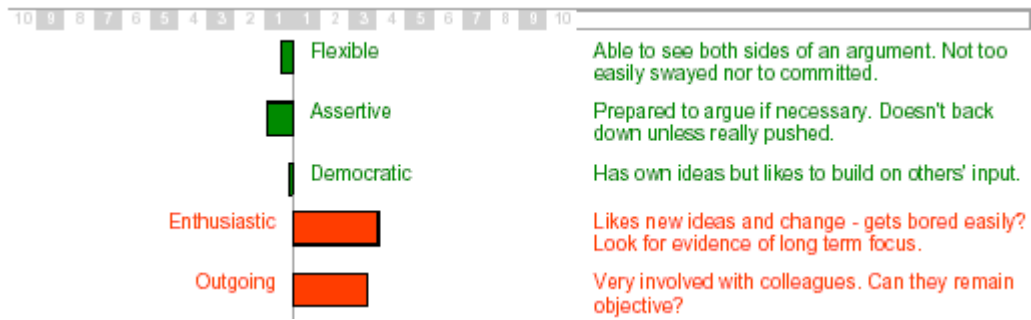 10 9 8 7 6 5 4 3 2 1 1 2 3 4 5 6 7 8 9 10
Flexible
Able to see both sides of an argument. Not too
easily swayed nor to committed.
Assertive
Prepared to argue if necessary. Doesn't back
down unless really pushed.
Democratic
Has own ideas but likes to build on others' input.
Enthusiastic
Likes new ideas and change - gets bored easily?
Look for evidence of long term focus.
Outgoing
Very involved with colleagues. Can they remain
objective?